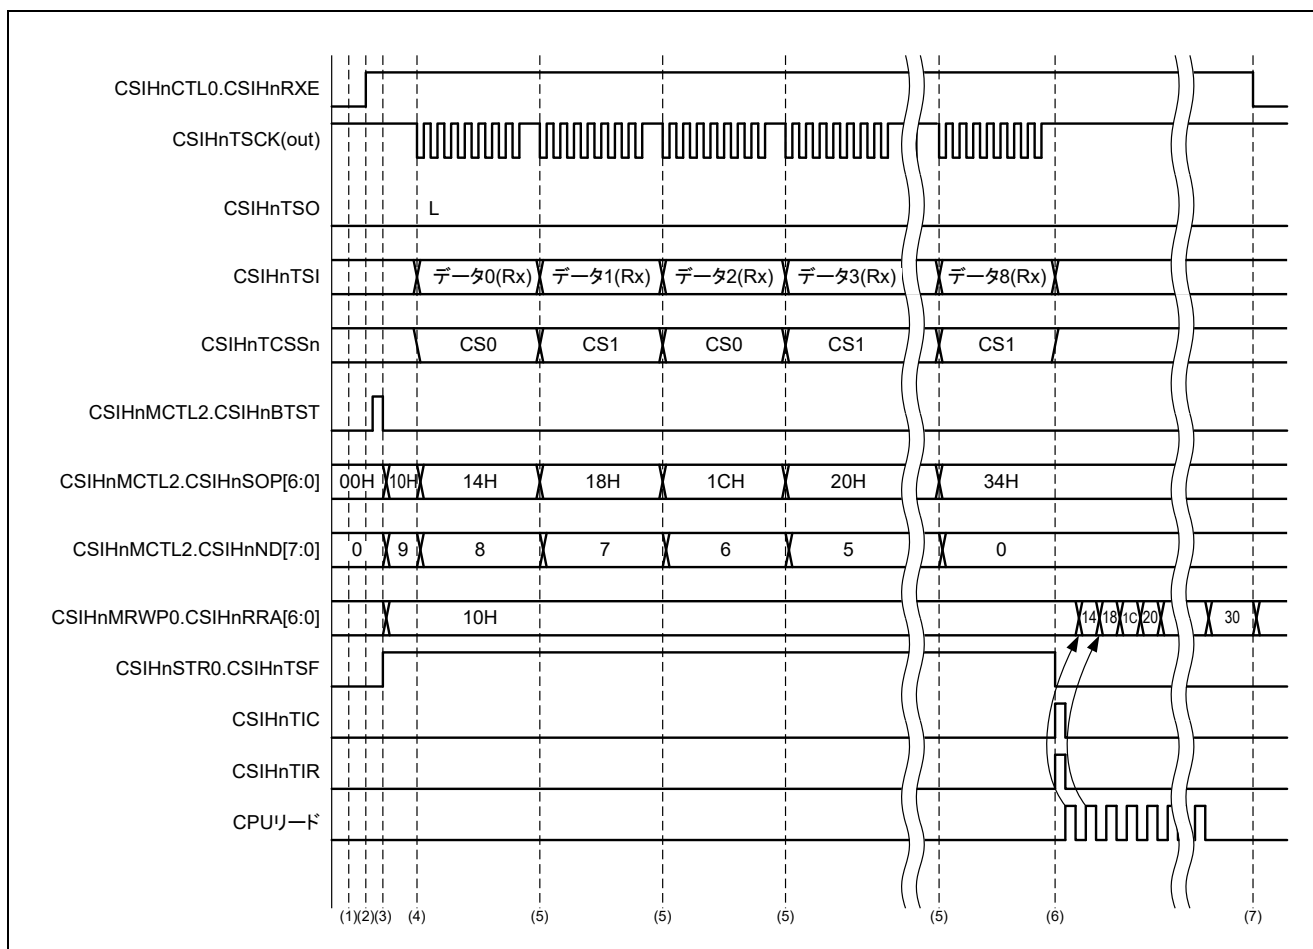 CSIHnCTL0.CSIHnRXE
CSIHnTSCK(out)
CSIHnTSO L
CSIHnTSI データ0(Rx) データ1(Rx) データ2(Rx) データ3(Rx) データ8(Rx)
CSIHnTCSSn CS0 CS1 CS0 CS1 CS1
CSIHnMCTL2.CSIHnBTST
CSIHnMCTL2.CSIHnSOP[6:0] 00H 10H 14H 18H 1CH 20H 34H
CSIHnMCTL2.CSIHnND[7:0] 0 9 8 7 6 5 0
CSIHnMRWP0.CSIHnRRA[6:0] 10H 14 18 1C 20 30
CSIHnSTR0.CSIHnTSF
CSIHnTIC
CSIHnTIR
CPUリード
(1) (2) (3) (4) (5) (5) (5) (5) (6) (7)